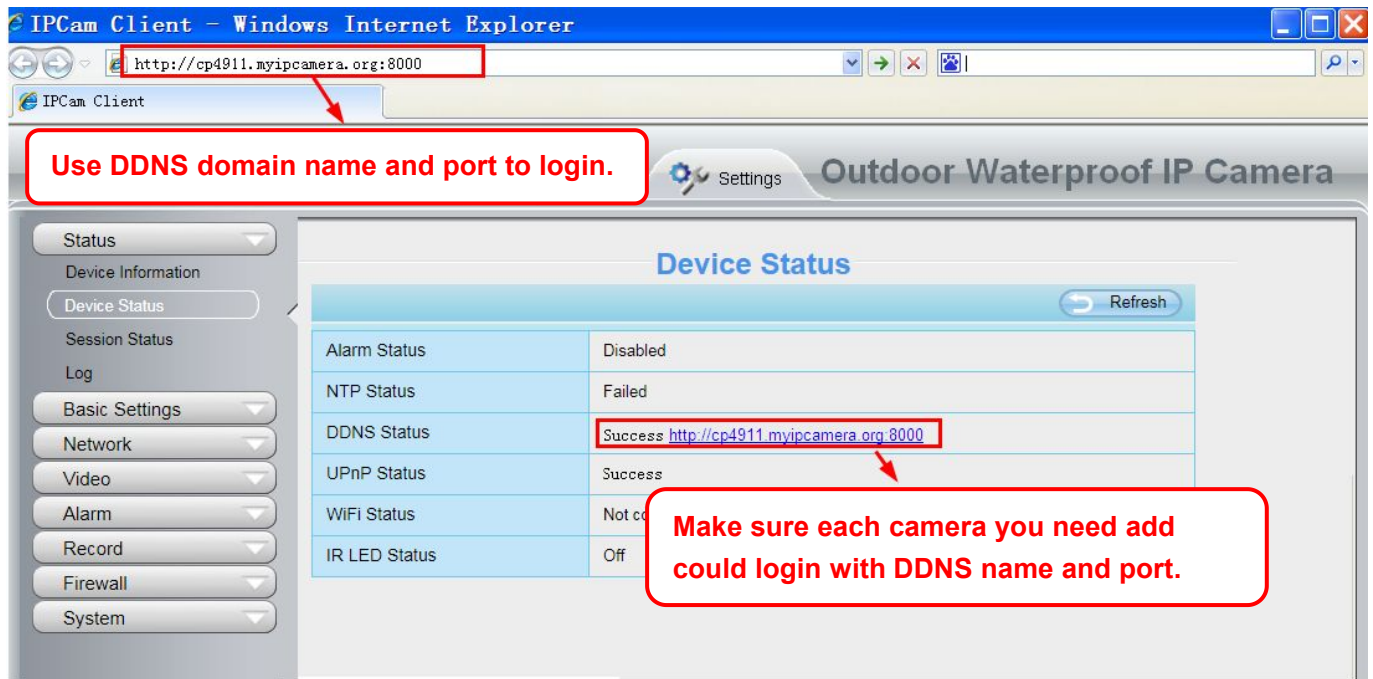 IPCam Client - Windows Internet Explorer
http://cp4911.myipcamera.org:8000
IPCam Client
Use DDNS domain name and port to login.
Settings
Outdoor Waterproof IP Camera
Status
Device Information
Device Status
Session Status
Log
Basic Settings
Network
Video
Alarm
Record
Firewall
System
Device Status
Refresh
Alarm Status Disabled
NTP Status Failed
DDNS Status Success http://cp4911.myipcamera.org:8000
UPnP Status Success
WiFi Status Not
IR LED Status Off
Make sure each camera you need add
could login with DDNS name and port.